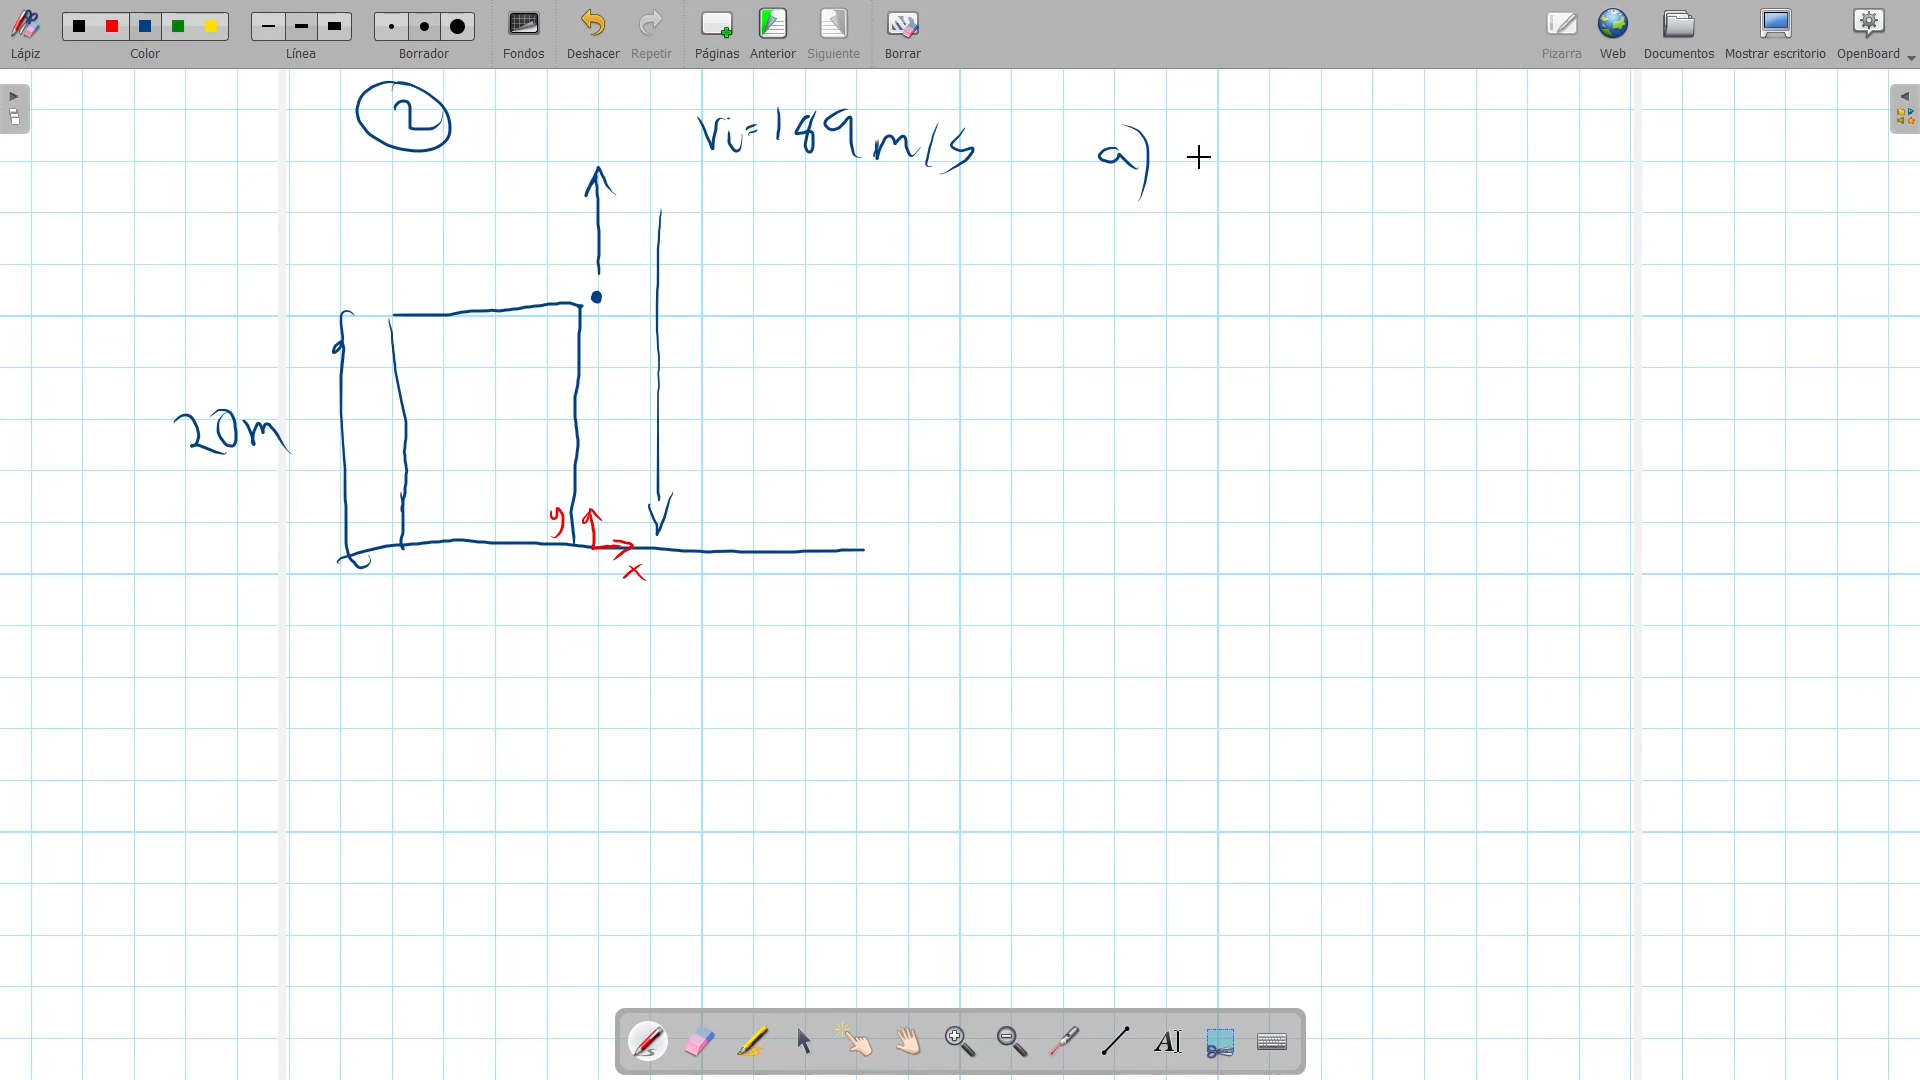 Lápiz Color Línea Borrador Fondos Deshacer Repetir Páginas Anterior Siguiente Borrar Pizarra Web Documentos Mostrar escritorio OpenBoard
2
Vi=189m/s
a)
20m
y
x